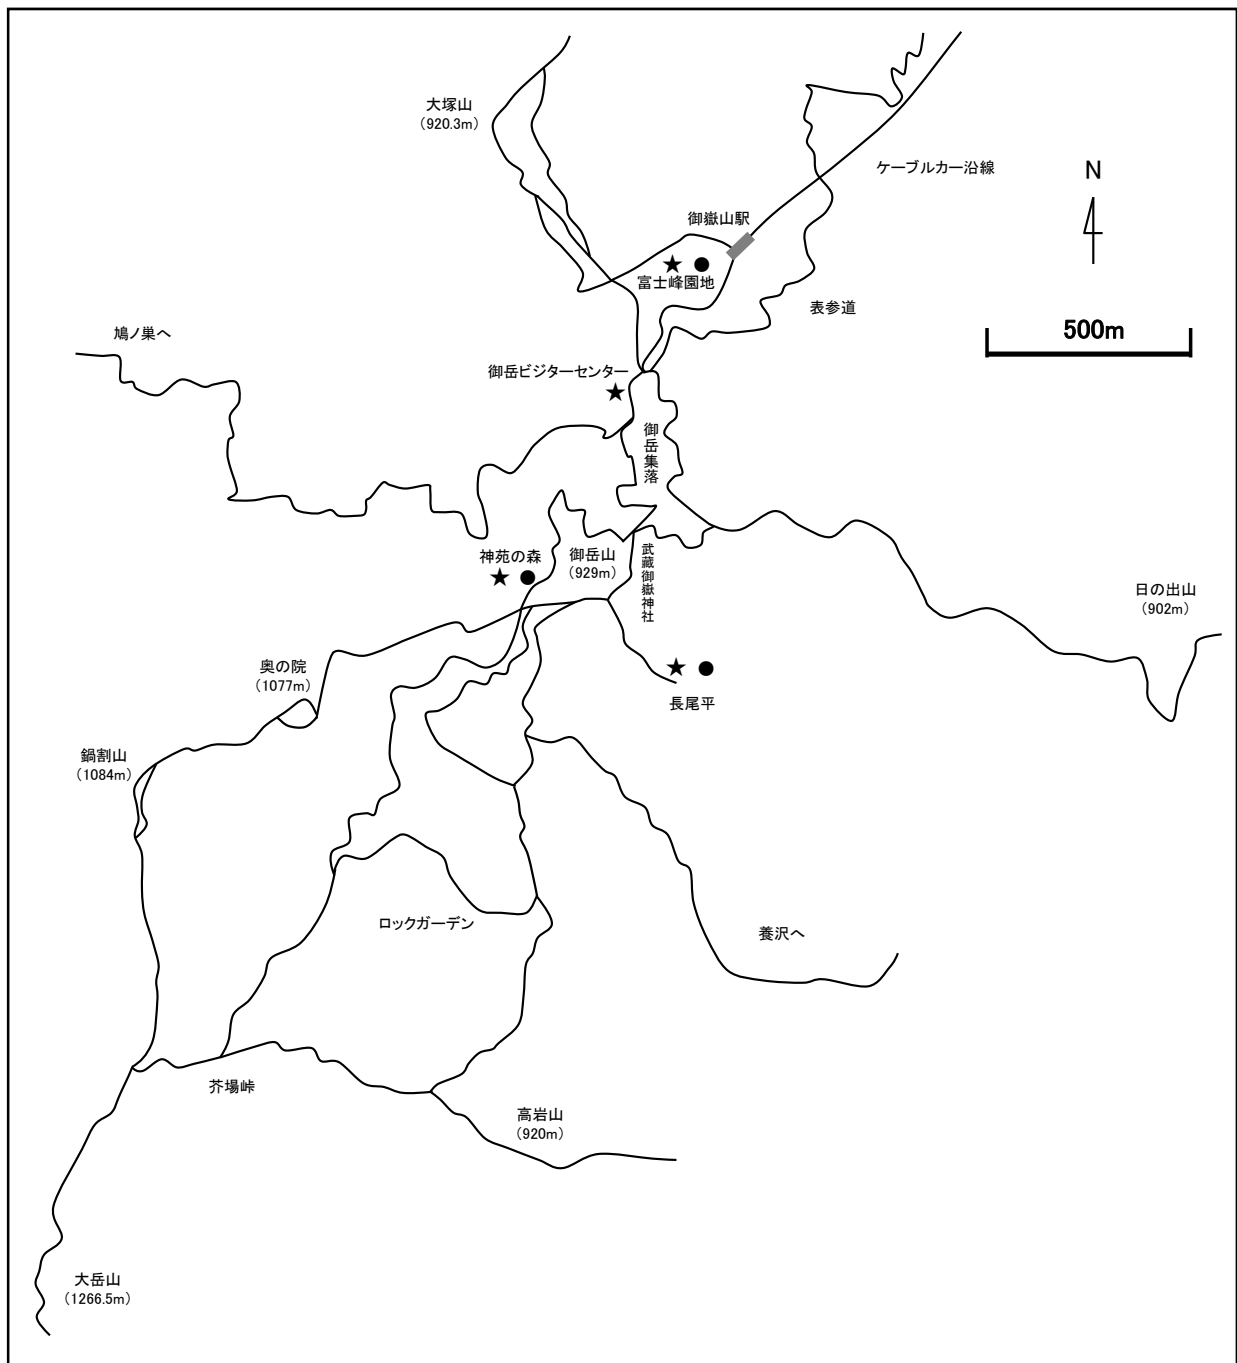 大塚山
（920.3m）
ケーブルカー沿線
N
御嶽山駅
富士峰園地
表参道
500m
鳩ノ巣へ
御岳ビジターセンター
御岳集落
神苑の森
御岳山
（929m）
武蔵御嶽神社
日の出山
（902m）
奥の院
（1077m）
長尾平
鍋割山
（1084m）
ロックガーデン
養沢へ
芥場峠
高岩山
（920m）
大岳山
（1266.5m）